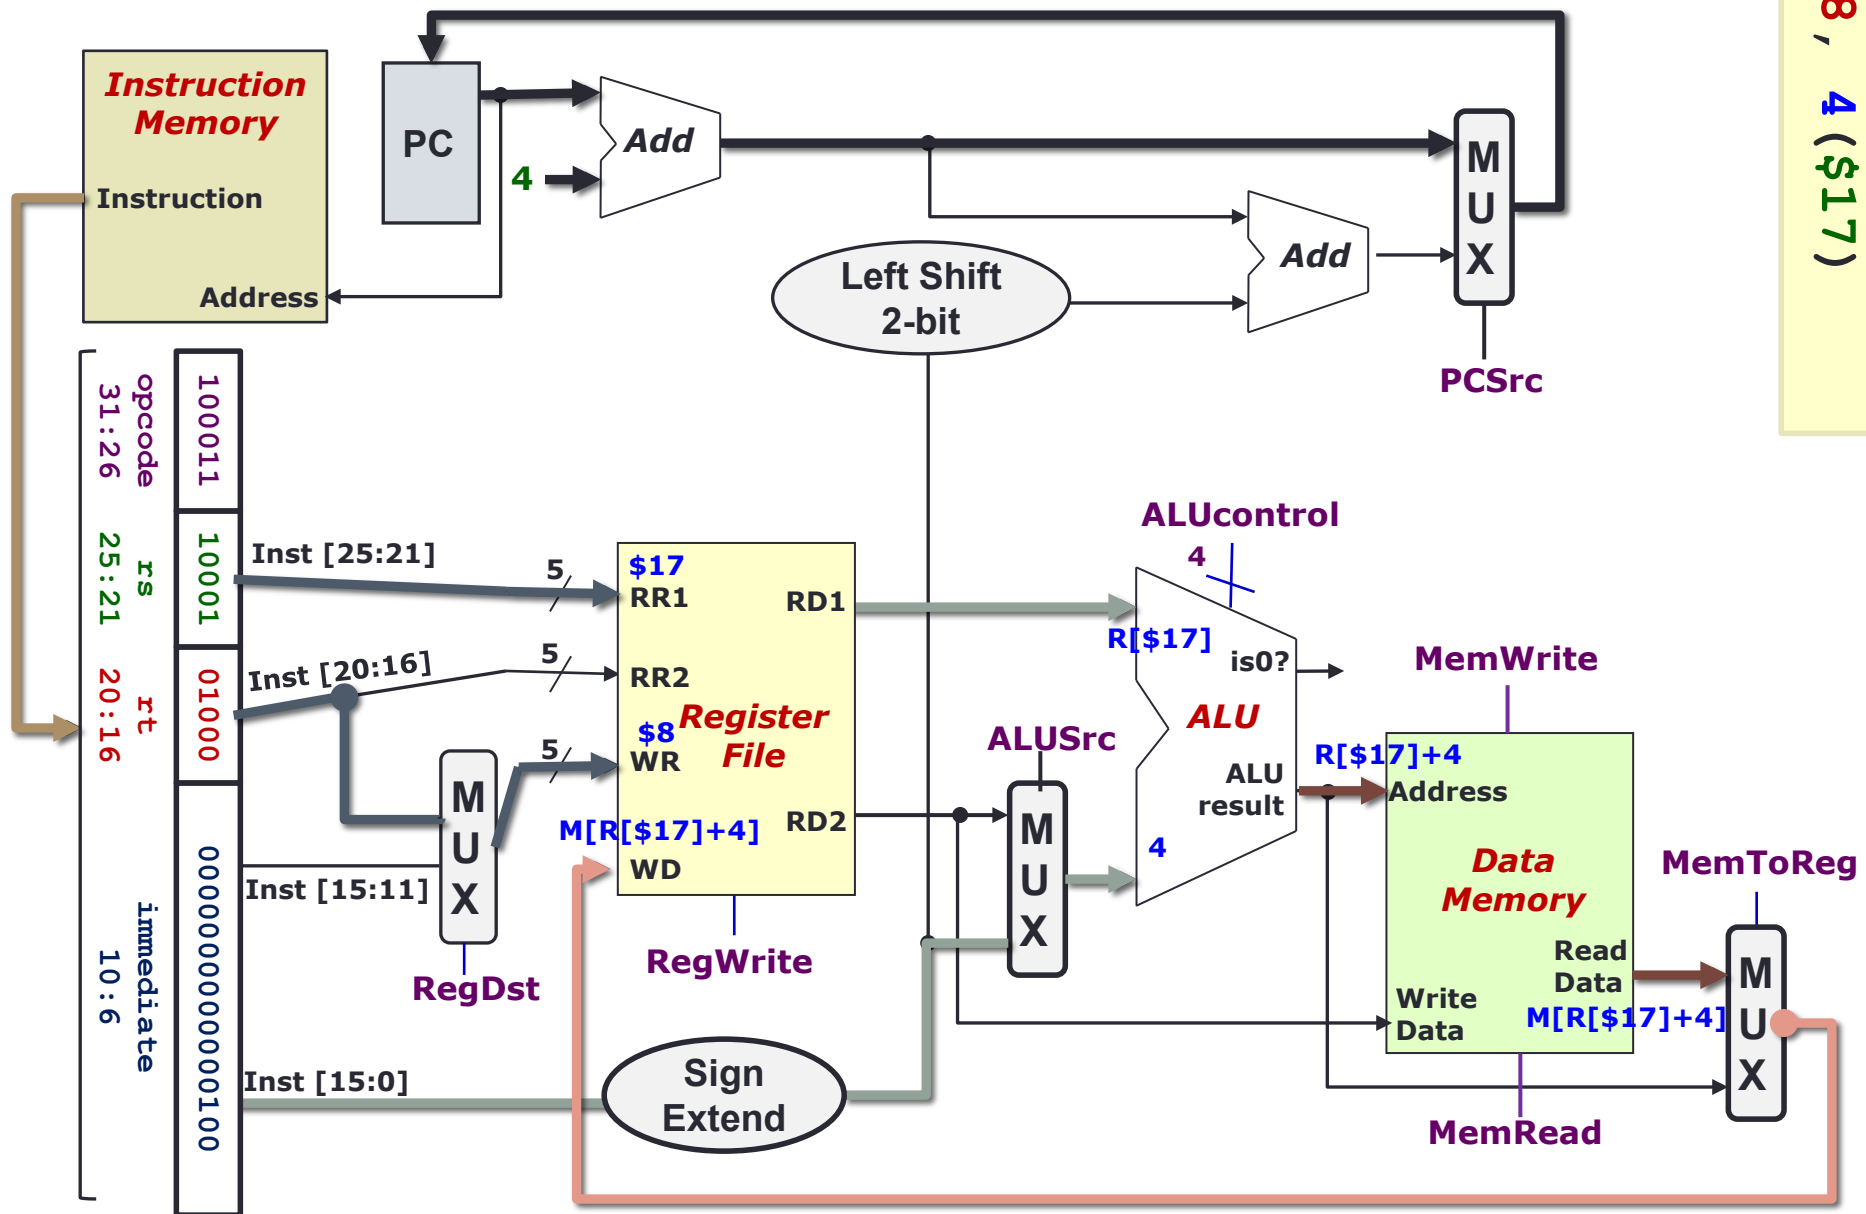 8, 4($17)
Instruction
Memory
Instruction
Address
PC
4
Add
Left Shift
2-bit
Add
M
U
X
PCSrc
opcode
31:26
100011
rs
25:21
10001
rt
20:16
01000
immediate
10:6
0000000000000100
Inst [25:21]
5
Inst [20:16]
5
5
Inst [15:11]
Inst [15:0]
M
U
X
RegDst
$17
RR1
RD1
RR2
$8
WR
Register
File
M[R[$17]+4]
RD2
WD
RegWrite
Sign
Extend
ALUSrc
M
U
X
ALUcontrol
4
R[$17]
is0?
ALU
ALU
result
4
MemWrite
R[$17]+4
Address
Data
Memory
Read
Data
Write
Data
M[R[$17]+4]
MemRead
MemToReg
M
U
X